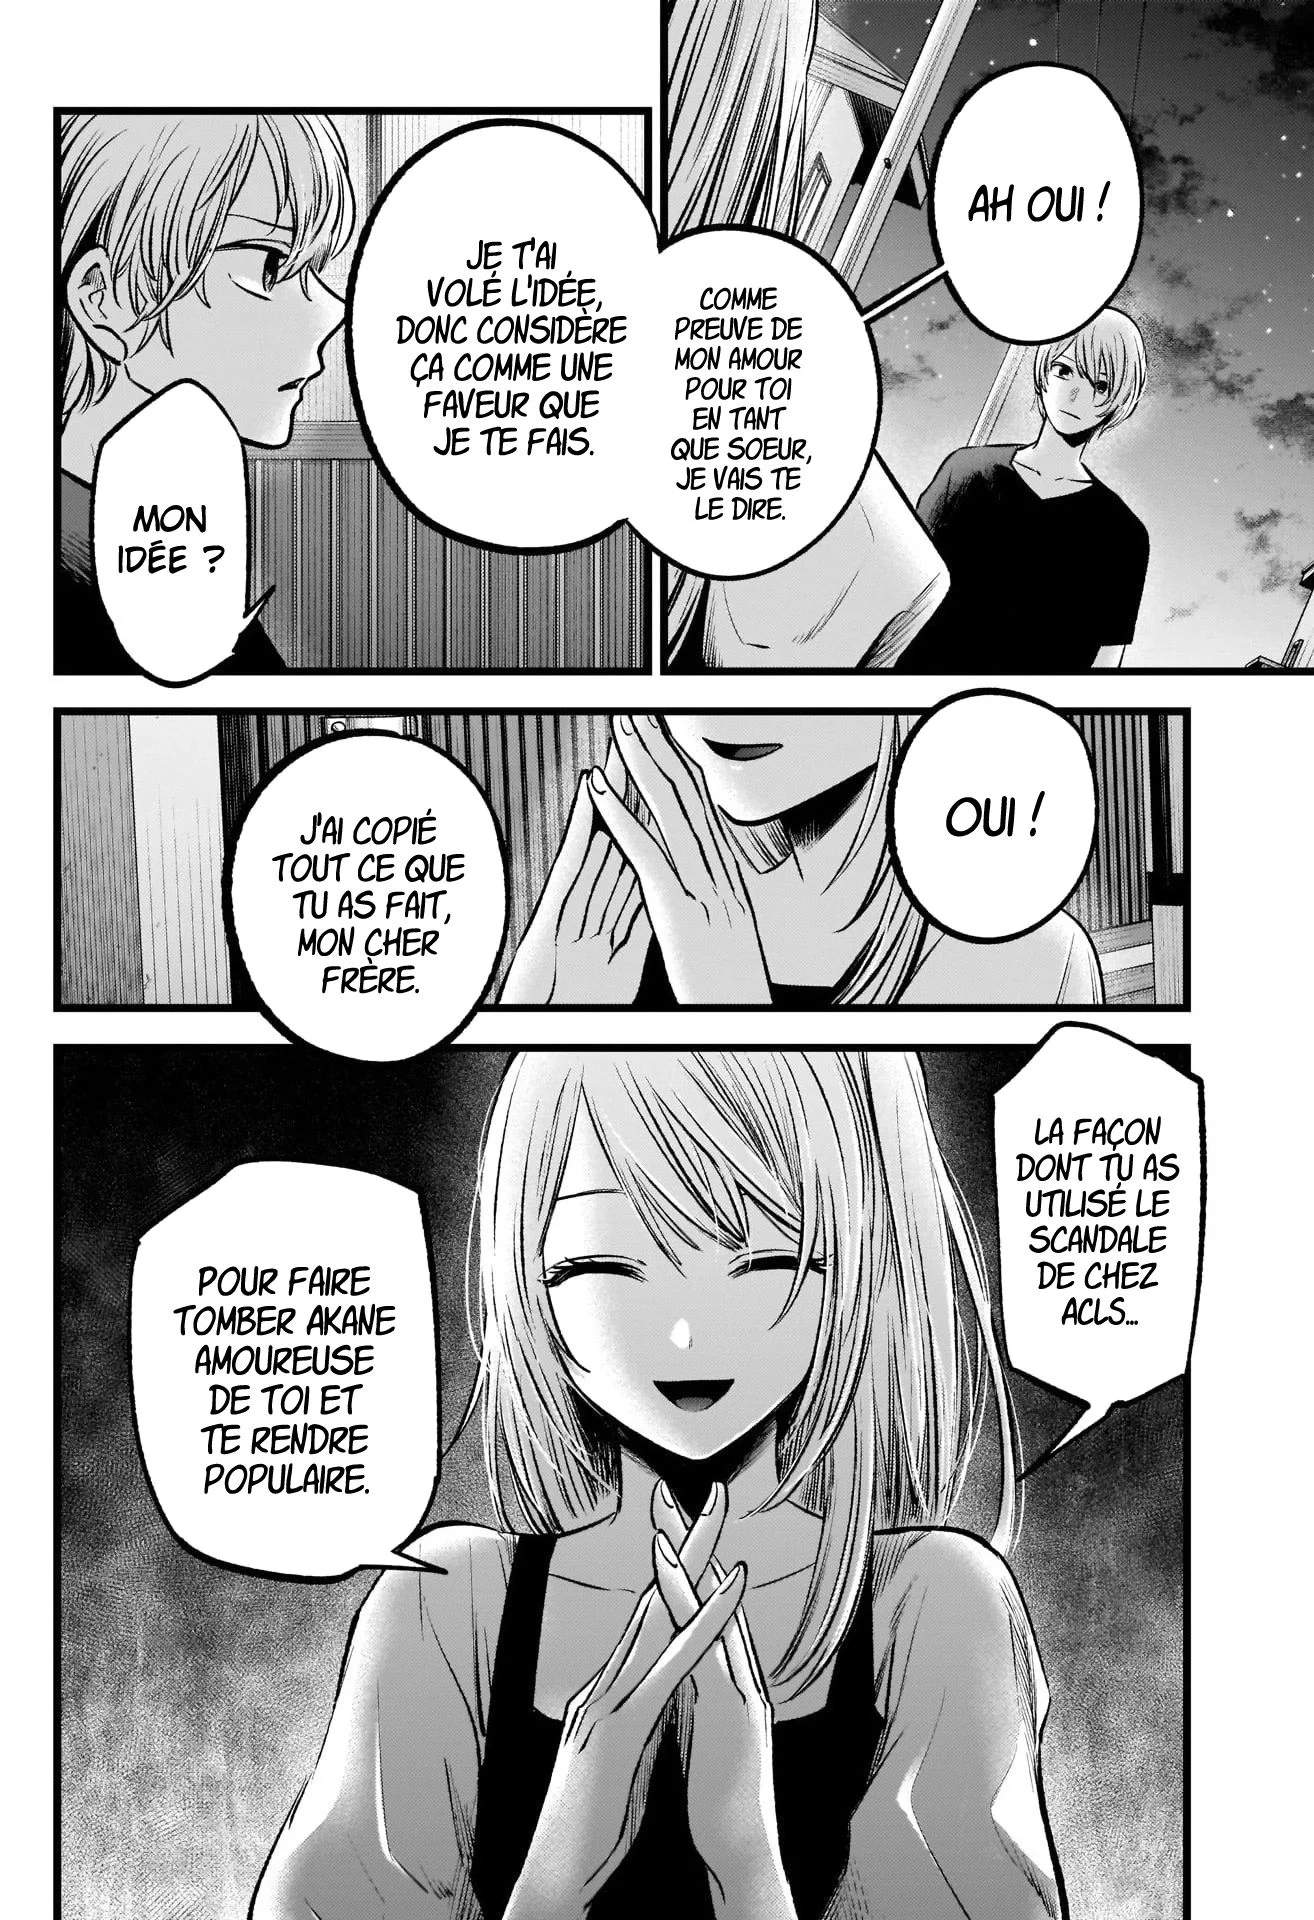 AH OUI !
COMME
PREUVE DE
MON AMOUR
POUR TOI
EN TANT
QUE SOEUR,
JE VAIS TE
LE DIRE.
JE T'AI
VOLÉ L'IDÉE,
DONC CONSIDÈRE
ÇA COMME UNE
FAVEUR QUE
JE TE FAIS.
MON
IDÉE ?
OUI !
J'AI COPIÉ
TOUT CE QUE
TU AS FAIT,
MON CHER
FRÈRE.
LA FAÇON
DONT TU AS
UTILISÉ LE
SCANDALE
DE CHEZ
ACLS...
POUR FAIRE
TOMBER AKANE
AMOUREUSE
DE TOI ET
TE RENDRE
POPULAIRE.